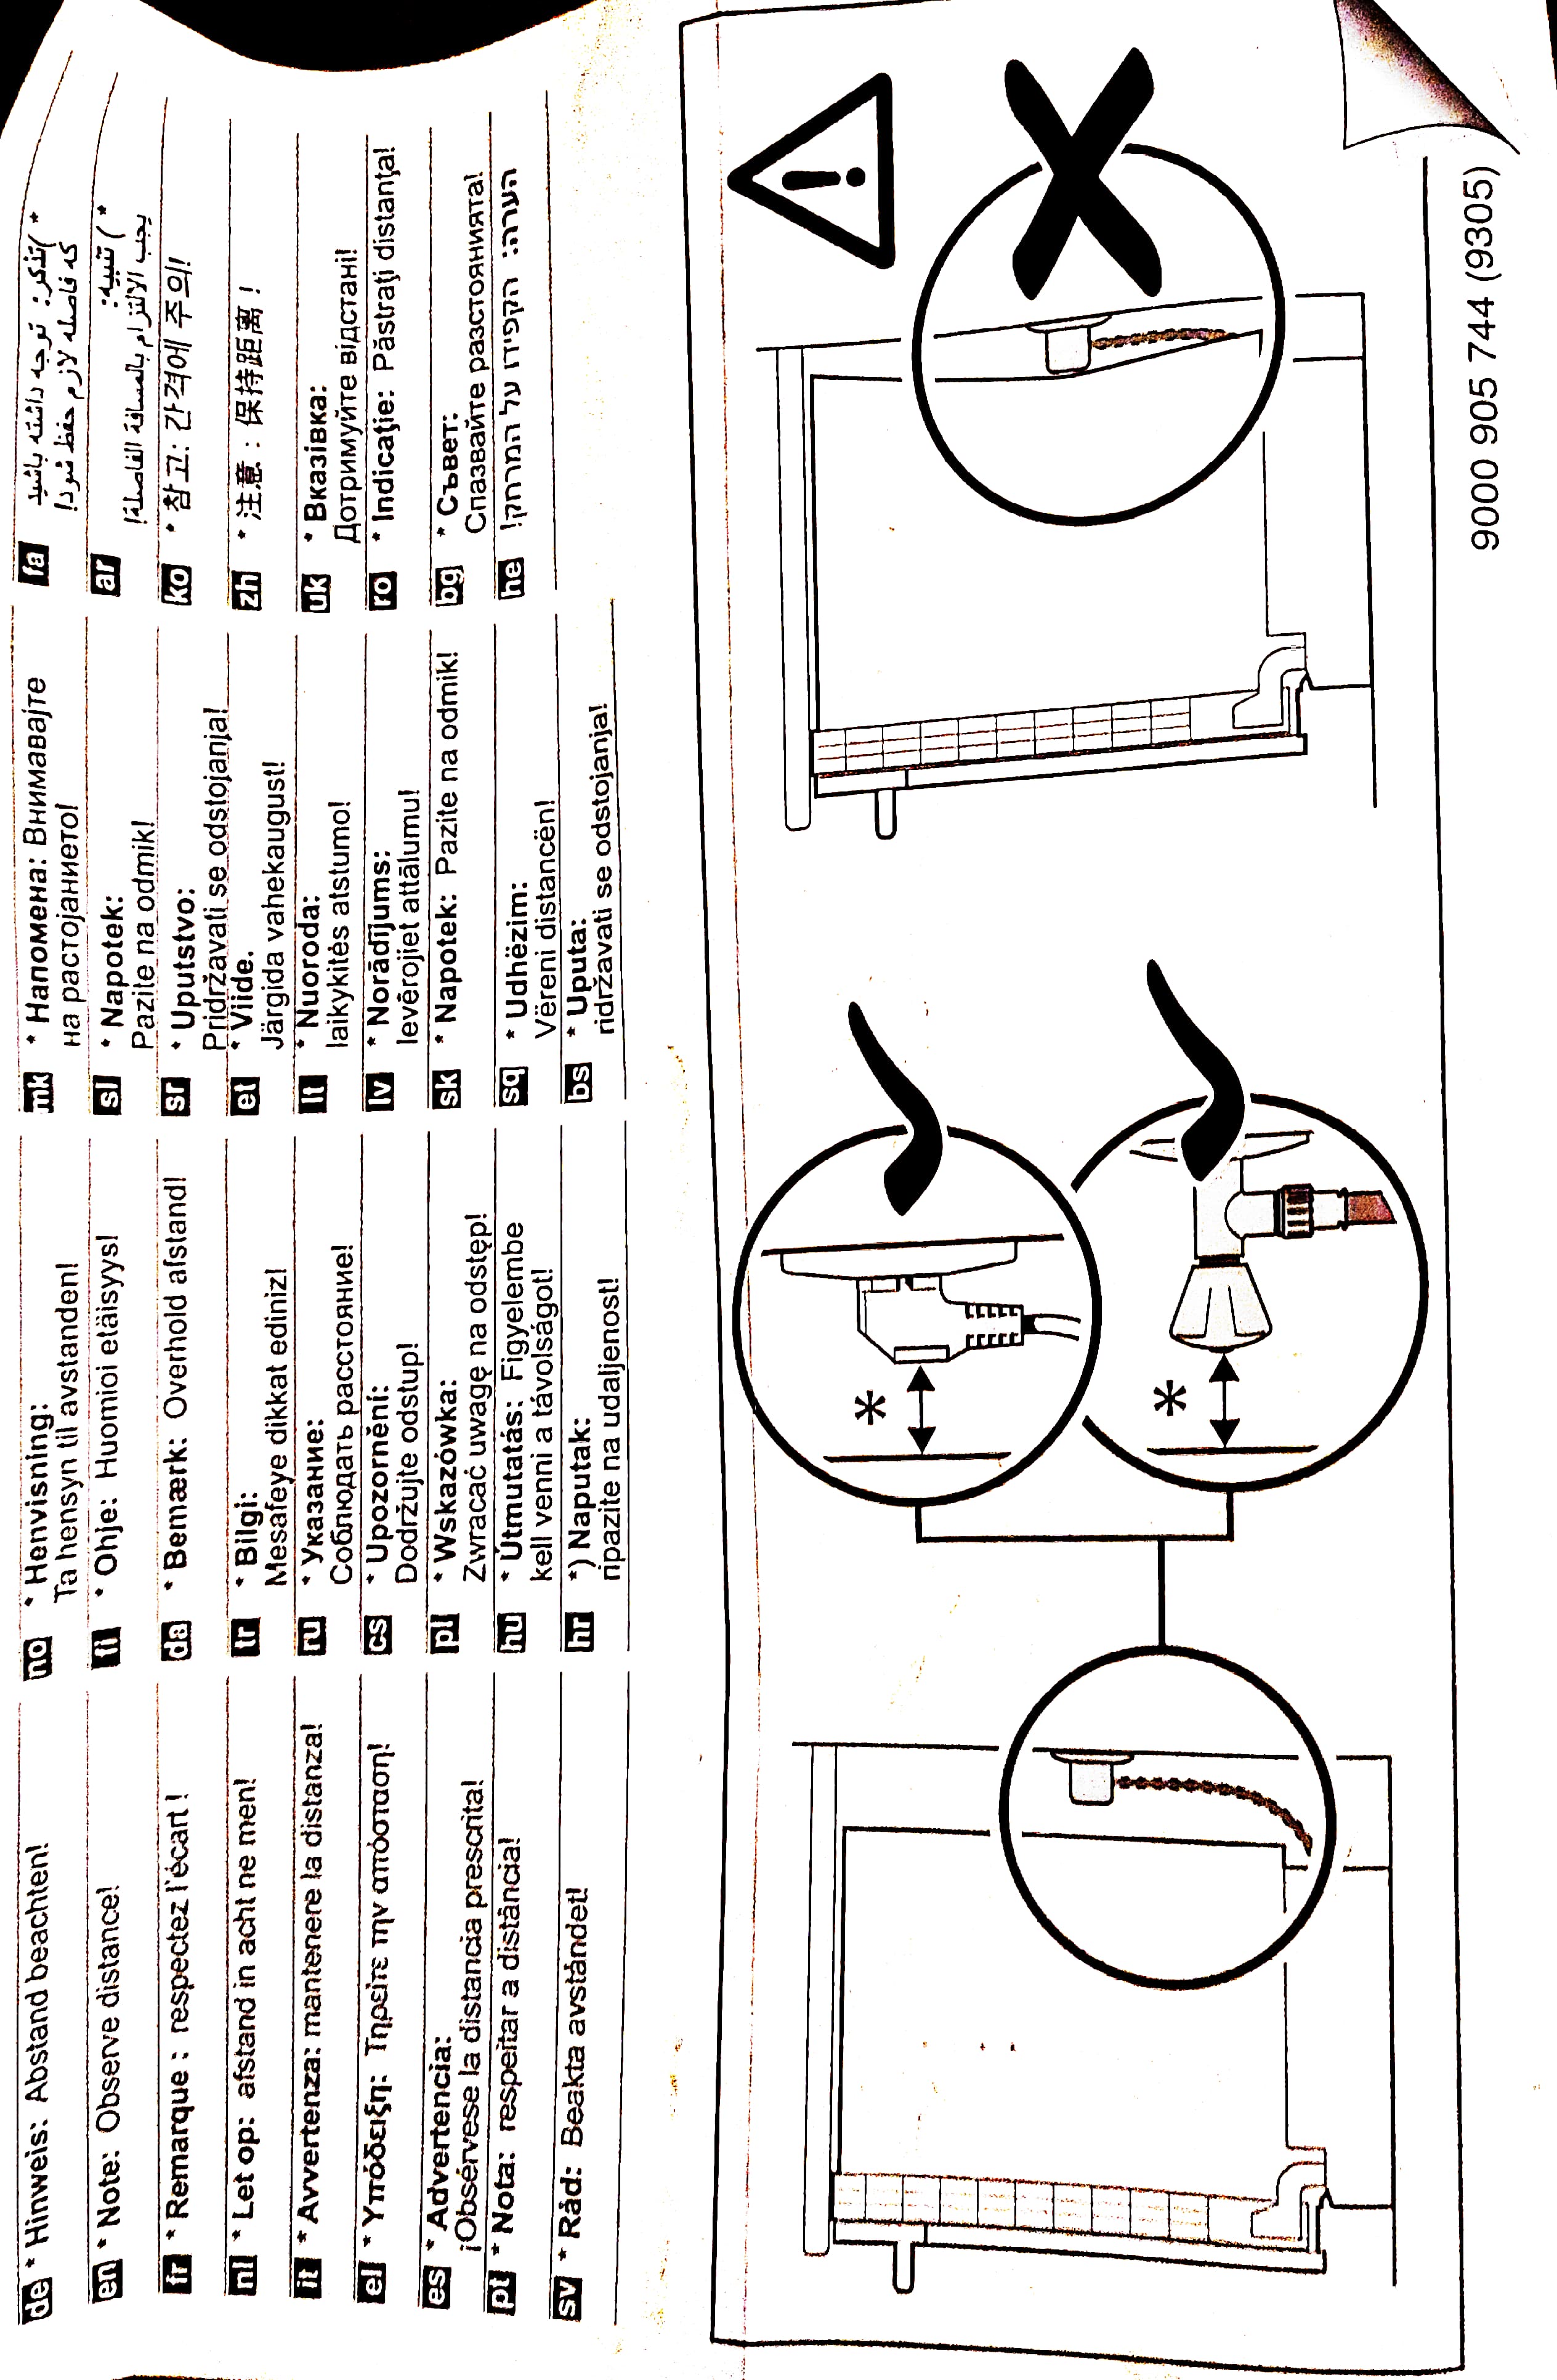 de * Hinweis: Abstand beachten!
en * Note: Observe distance!
fr * Remarque : respectez l'écart !
nl * Let op: afstand in acht ne men!
it * Avvertenza: mantenere la distanza!
el * Υπόδειξη: Τηρείτε την απόσταση!
es * Advertencia:
¡Obsérvese la distancia prescrita!
pt * Nota: respeitar a distância!
sv * Råd: Beakta avståndet!
no * Henvisning:
Ta hensyn til avstanden!
fi * Ohje: Huomioi etäisyys!
da * Bemærk: Overhold afstand!
tr * Bilgi:
Mesafeye dikkat ediniz!
ru * Указание:
Соблюдать расстояние!
cs * Upozornění:
Dodržujte odstup!
pl * Wskazówka:
Zwracać uwagę na odstęp!
hu * Útmutatás: Figyelembe
kell venni a távolságot!
hr *) Naputak:
ripazite na udaljenost!
mk * Напомена: Внимавајте
на растојанието!
sl * Napotek:
Pazite na odmik!
sr * Uputstvo:
Pridržavati se odstojanja!
et * Viide.
Järgida vahekaugust!
lt * Nuoroda:
laikykitės atstumo!
lv * Norādījums:
Ievērojiet attālumu!
sk * Napotek: Pazite na odmik!
sq * Udhëzim:
Vëreni distancën!
bs * Uputa:
ridržavati se odstojanja!
fa * )تذکر: توجه داشته باشید
که فاصله لازم حفظ شود!
ar * ) تنبيه:
يجب الالتزام بالمسافة الفاصلة!
ko * 참고: 간격에 주의!
zh * 注意 : 保持距离 !
uk * Вказівка:
Дотримуйте відстані!
ro * Indicaţie: Păstraţi distanţa!
bg * Съвет:
Спазвайте разстоянията!
he הערה: הקפידו על המרחק!
*
*
9000 905 744 (9305)